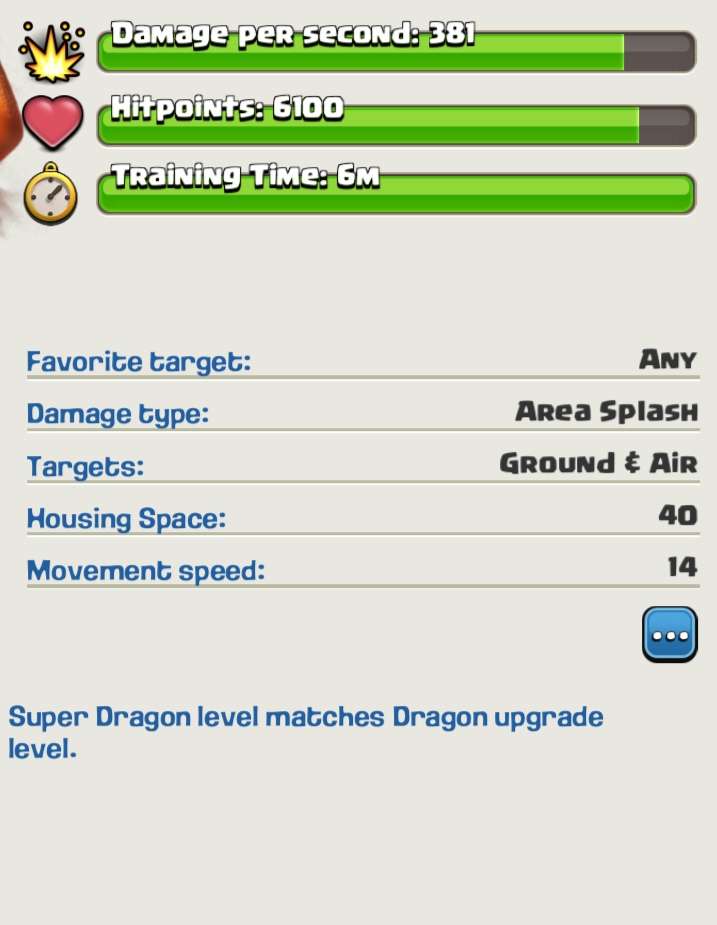 Damage per second: 381
Hitpoints: 6100
Training Time: 6m
Favorite target: Any
Damage type: Area Splash
Targets: Ground & Air
Housing Space: 40
Movement speed: 14
Super Dragon level matches Dragon upgrade
level.